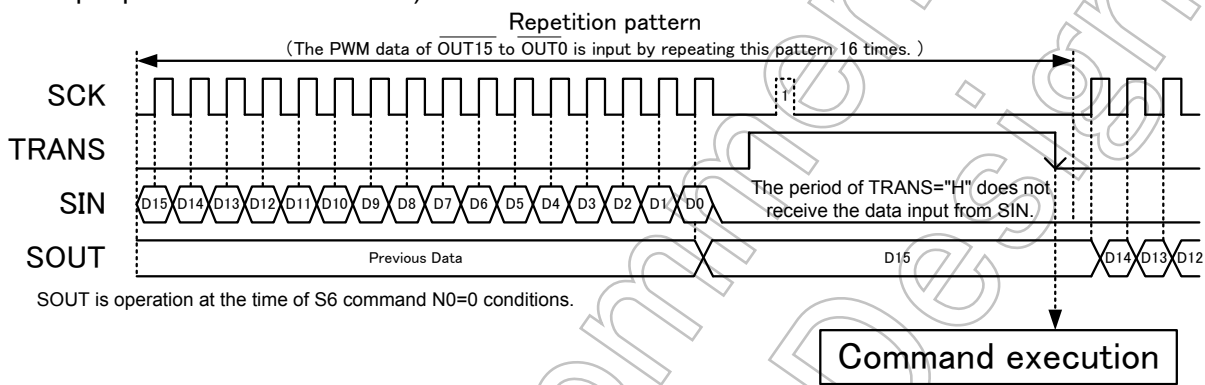 Repetition pattern
(The PWM data of OUT15 to OUT0 is input by repeating this pattern 16 times. )
SCK
1
TRANS
SIN
D15 D14 D13 D12 D11 D10 D9 D8 D7 D6 D5 D4 D3 D2 D1 D0
The period of TRANS="H" does not
receive the data input from SIN.
SOUT
Previous Data
D15
D14 D13 D12
SOUT is operation at the time of S6 command N0=0 conditions.
Command execution